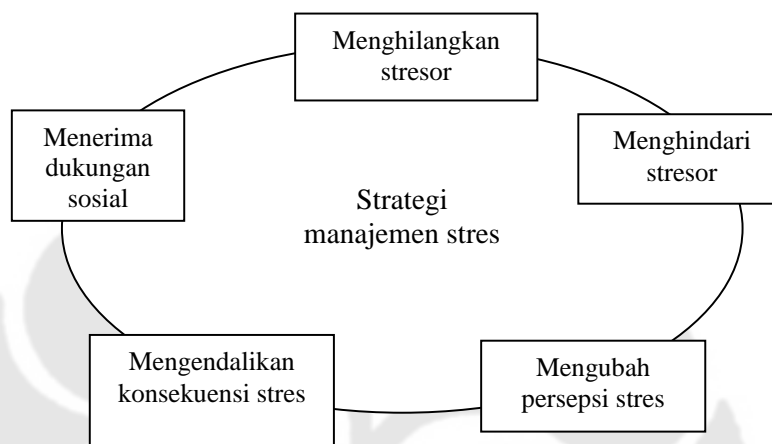 Menghilangkan
stresor
Menghindari
stresor
Menerima
dukungan
sosial
Strategi
manajemen stres
Mengendalikan
konsekuensi stres
Mengubah
persepsi stres